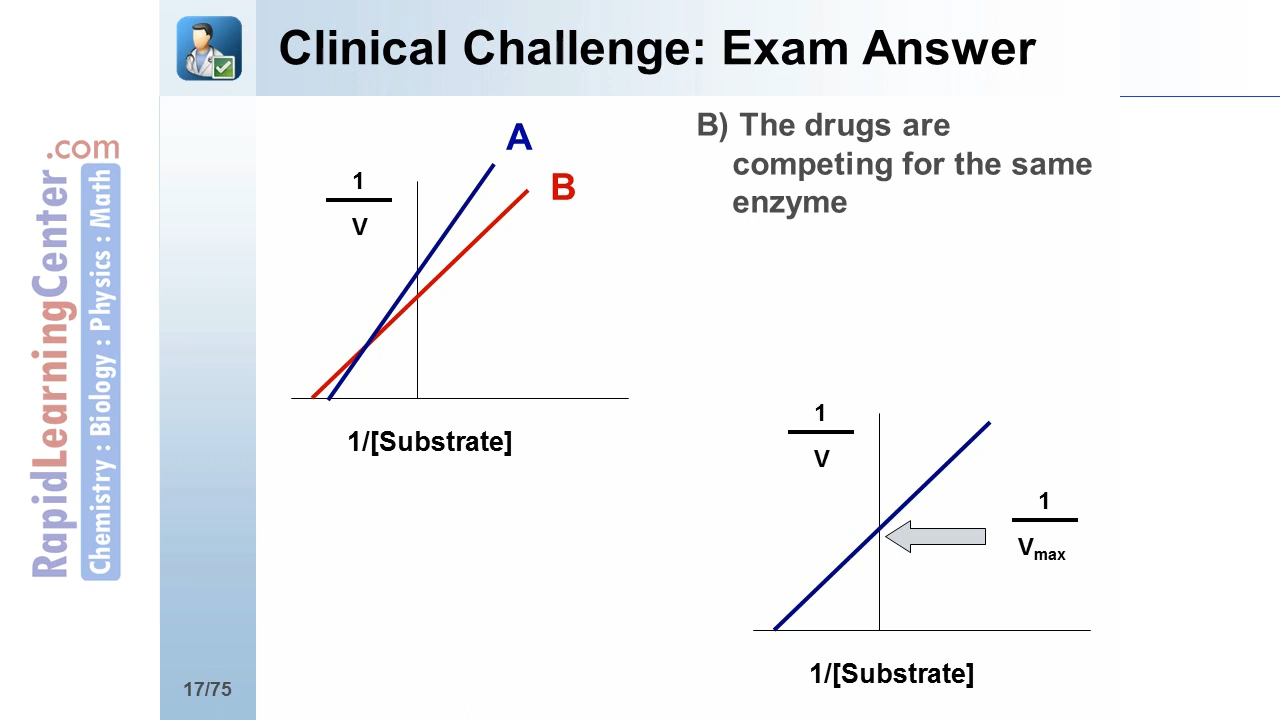 Clinical Challenge: Exam Answer
RapidLearningCenter.com
Chemistry : Biology : Physics : Math
A
B
1
V
1/[Substrate]
B) The drugs are
competing for the same
enzyme
1
V
1
Vmax
1/[Substrate]
17/75